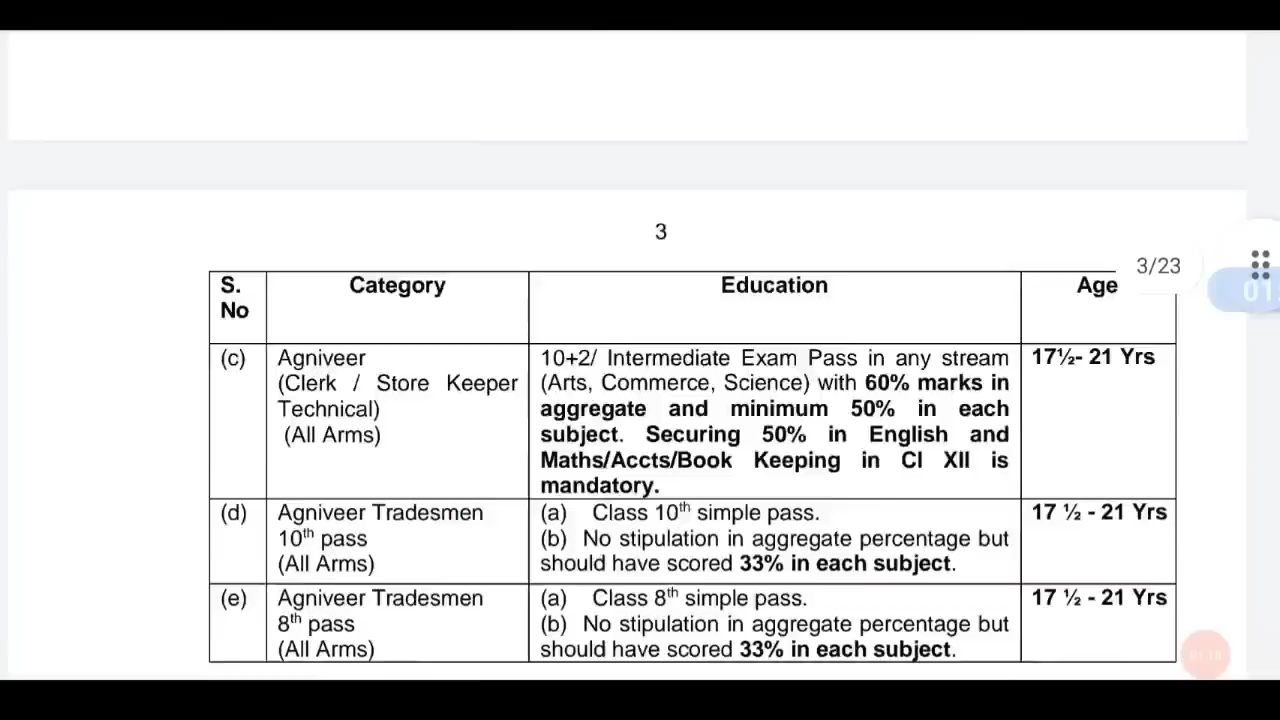 3
3/23
S. No Category Education Age
(c) Agniveer 10+2/ Intermediate Exam Pass in any stream 17½- 21 Yrs
(Clerk / Store Keeper (Arts, Commerce, Science) with 60% marks in
Technical) aggregate and minimum 50% in each
(All Arms) subject. Securing 50% in English and
Maths/Accts/Book Keeping in Cl XII is
mandatory.
(d) Agniveer Tradesmen (a) Class 10th simple pass. 17 ½ - 21 Yrs
10th pass (b) No stipulation in aggregate percentage but
(All Arms) should have scored 33% in each subject.
(e) Agniveer Tradesmen (a) Class 8th simple pass. 17 ½ - 21 Yrs
8th pass (b) No stipulation in aggregate percentage but
(All Arms) should have scored 33% in each subject.